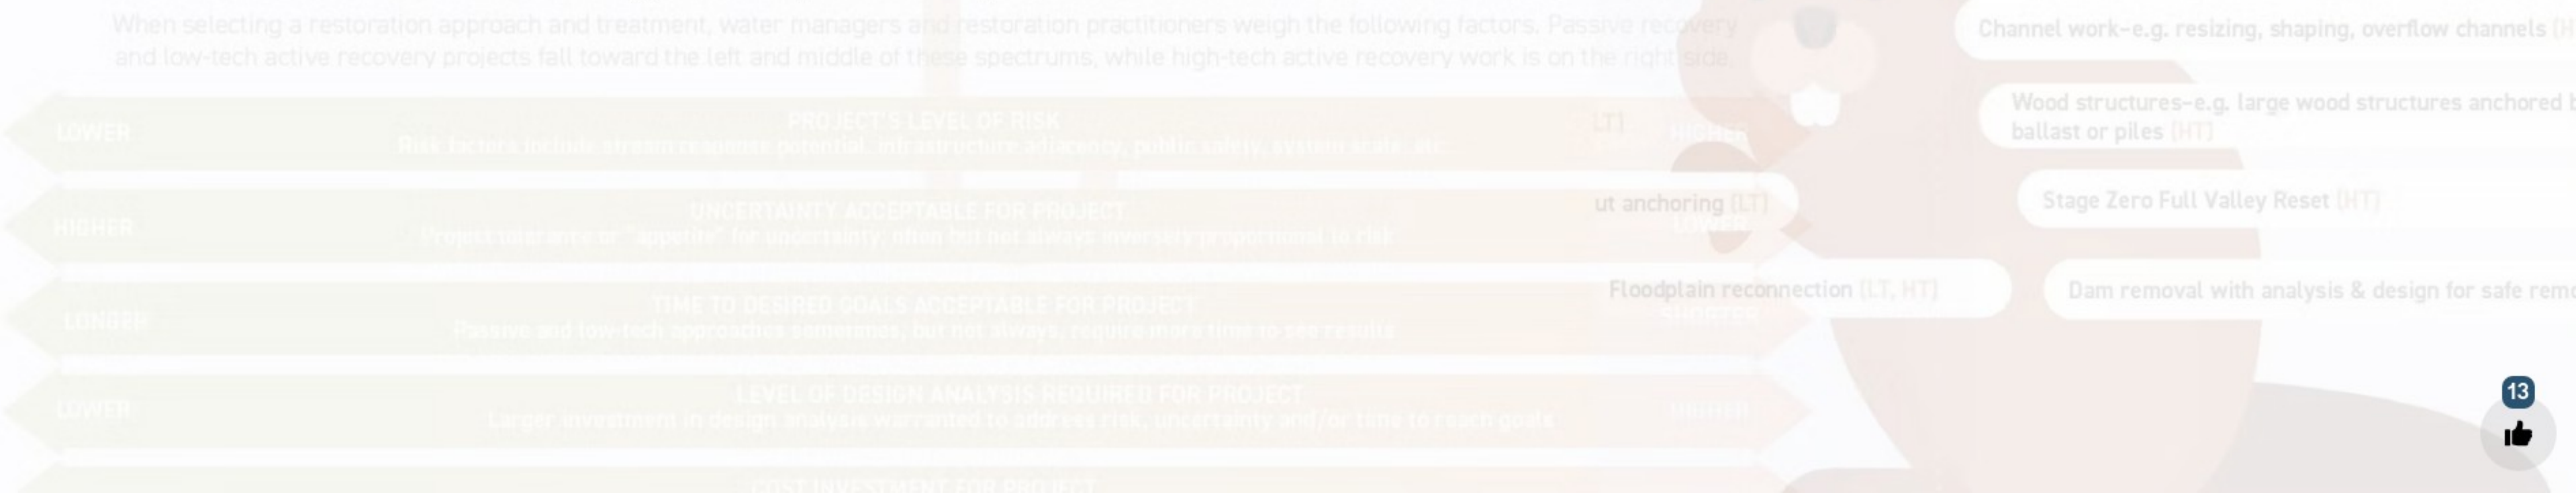 When selecting a restoration approach and treatment, water managers and restoration practitioners weigh the following factors. Passive recovery
and low-tech active recovery projects fall toward the left and middle of these spectrums, while high-tech active recovery work is on the right side.
LOWER
PROJECT'S LEVEL OF RISK
HIGHER
Risk factors include stream response potential, infrastructure adjacency, public safety, system scale, etc.
HIGHER
UNCERTAINTY ACCEPTABLE FOR PROJECT
LOWER
Project tolerance or "appetite" for uncertainty; often but not always inversely proportional to risk
LONGER
TIME TO DESIRED GOALS ACCEPTABLE FOR PROJECT
SHORTER
Passive and low-tech approaches sometimes, but not always, require more time to see results
LOWER
LEVEL OF DESIGN ANALYSIS REQUIRED FOR PROJECT
HIGHER
Larger investment in design analysis warranted to address risk, uncertainty and/or time to reach goals
COST INVESTMENT FOR PROJECT
LT]
ut anchoring [LT]
Floodplain reconnection [LT, HT]
Channel work–e.g. resizing, shaping, overflow channels [H
Wood structures–e.g. large wood structures anchored b
ballast or piles [HT]
Stage Zero Full Valley Reset [HT]
Dam removal with analysis & design for safe remo
13